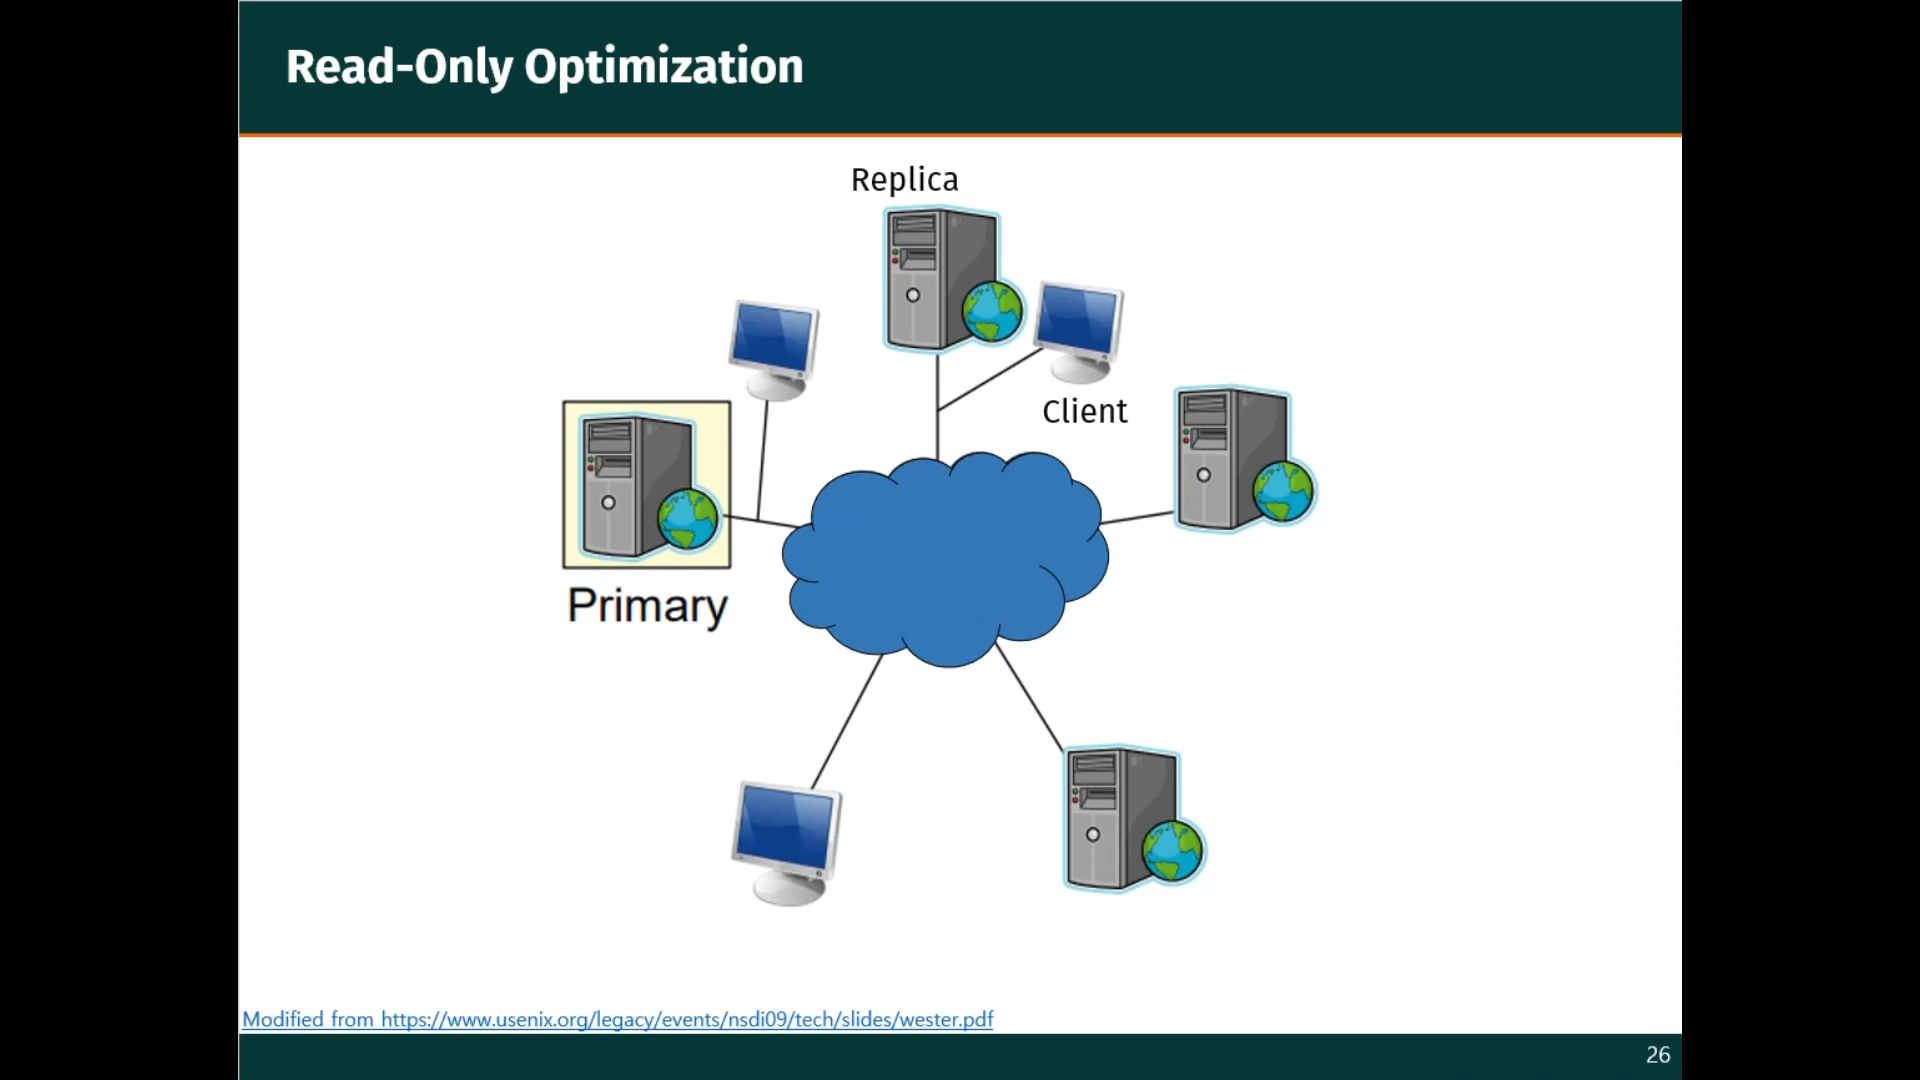 Read-Only Optimization
Replica
Client
Primary
Modified from https://www.usenix.org/legacy/events/nsdi09/tech/slides/wester.pdf
26